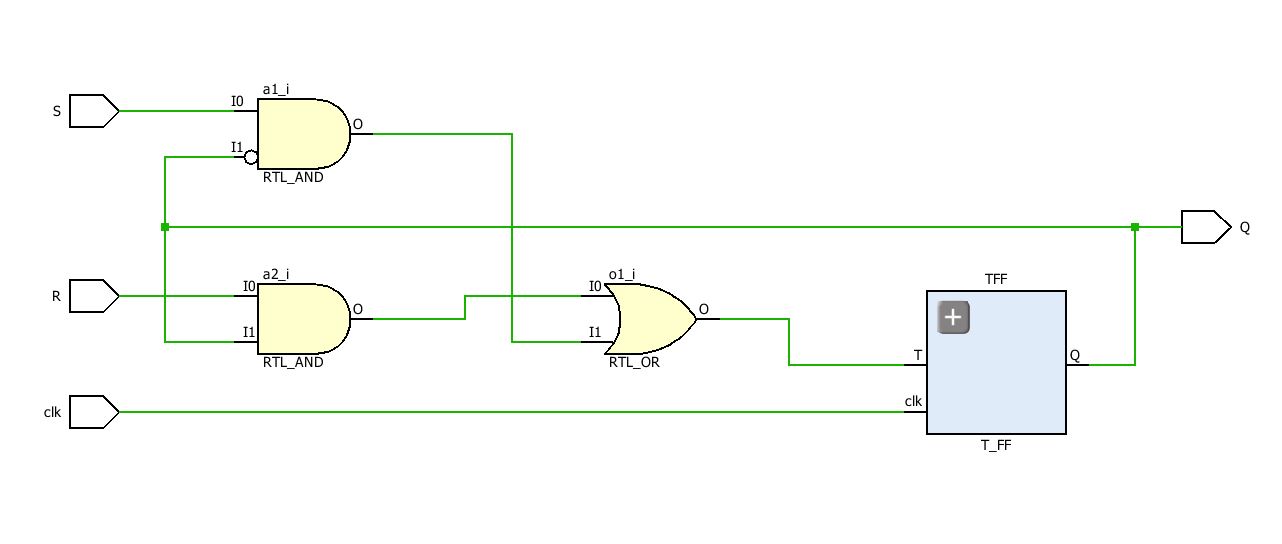 a1_i
S
I0
I1
O
RTL_AND
Q
a2_i
R
I0
I1
O
RTL_AND
o1_i
I0
I1
O
RTL_OR
TFF
+
T
Q
clk
clk
T_FF